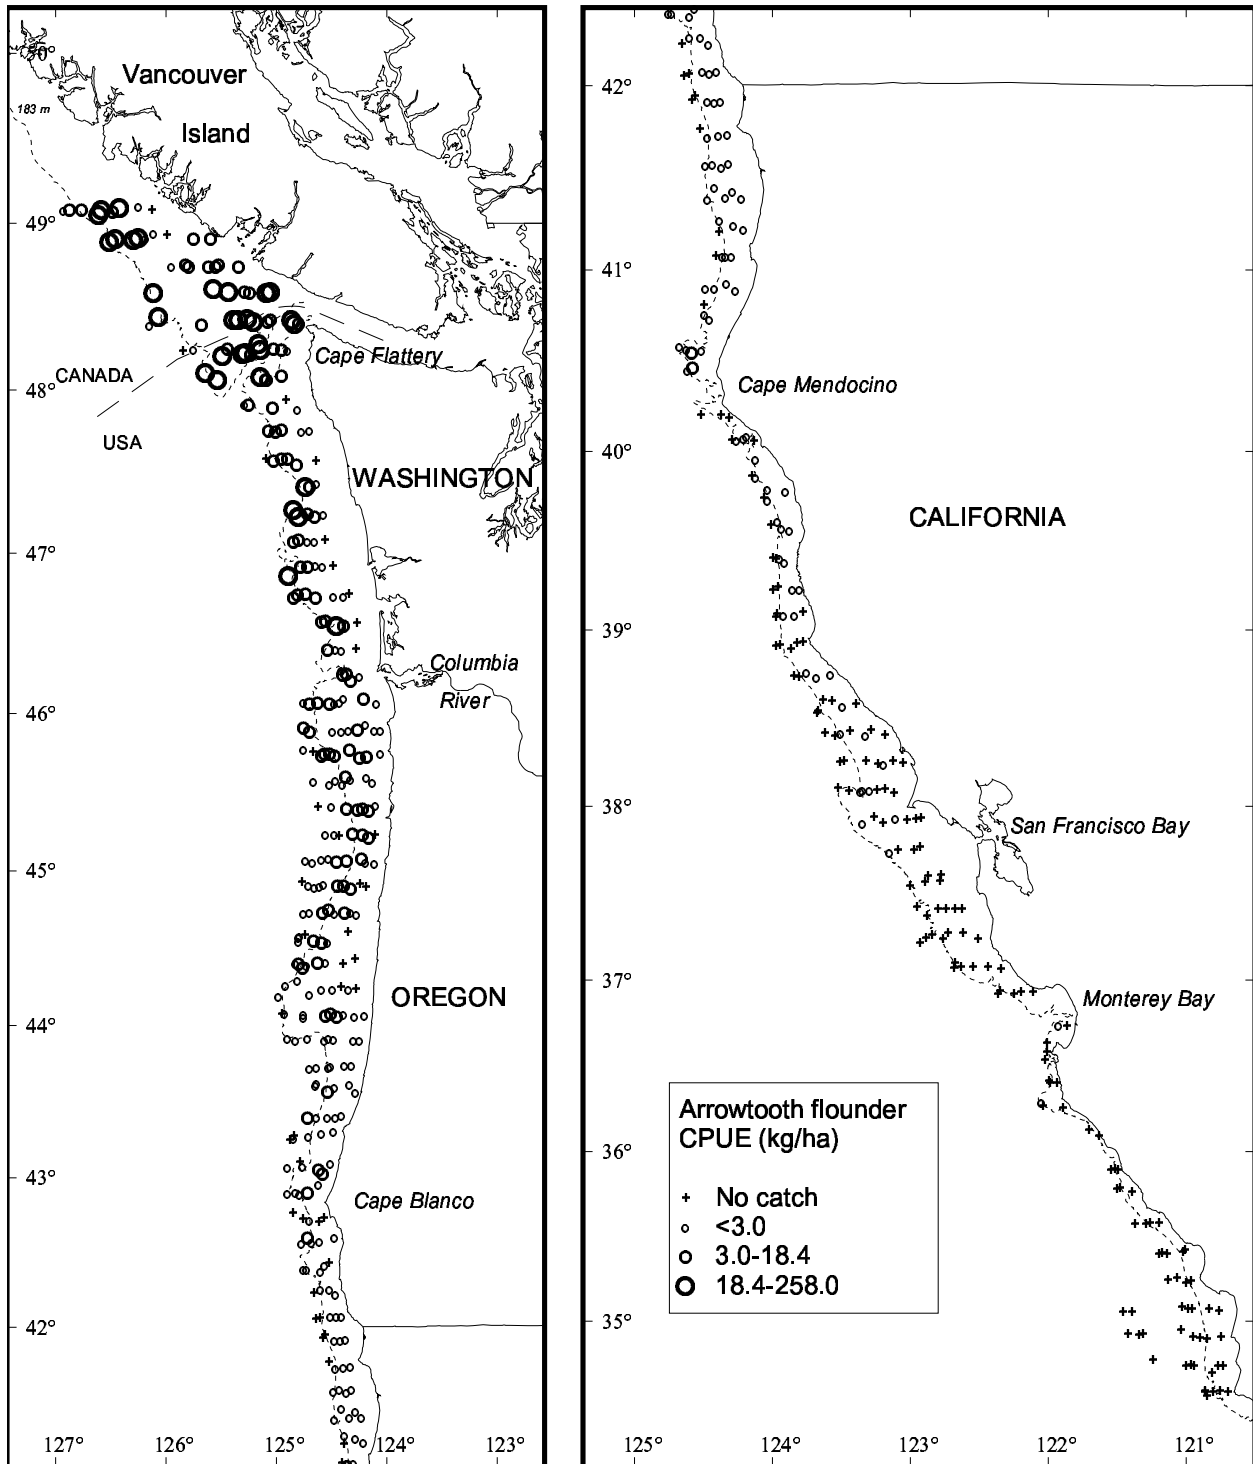 50°
Vancouver
183 m
Island
49°
Cape Flattery
CANADA
48°
USA
WASHINGTON
47°
Columbia
River
46°
45°
OREGON
44°
43°
Cape Blanco
42°
127°
126°
125°
124°
123°
42°
41°
Cape Mendocino
40°
CALIFORNIA
39°
38°
San Francisco Bay
37°
Monterey Bay
Arrowtooth flounder
CPUE (kg/ha)
No catch
<3.0
3.0-18.4
18.4-258.0
36°
35°
125°
124°
123°
122°
121°